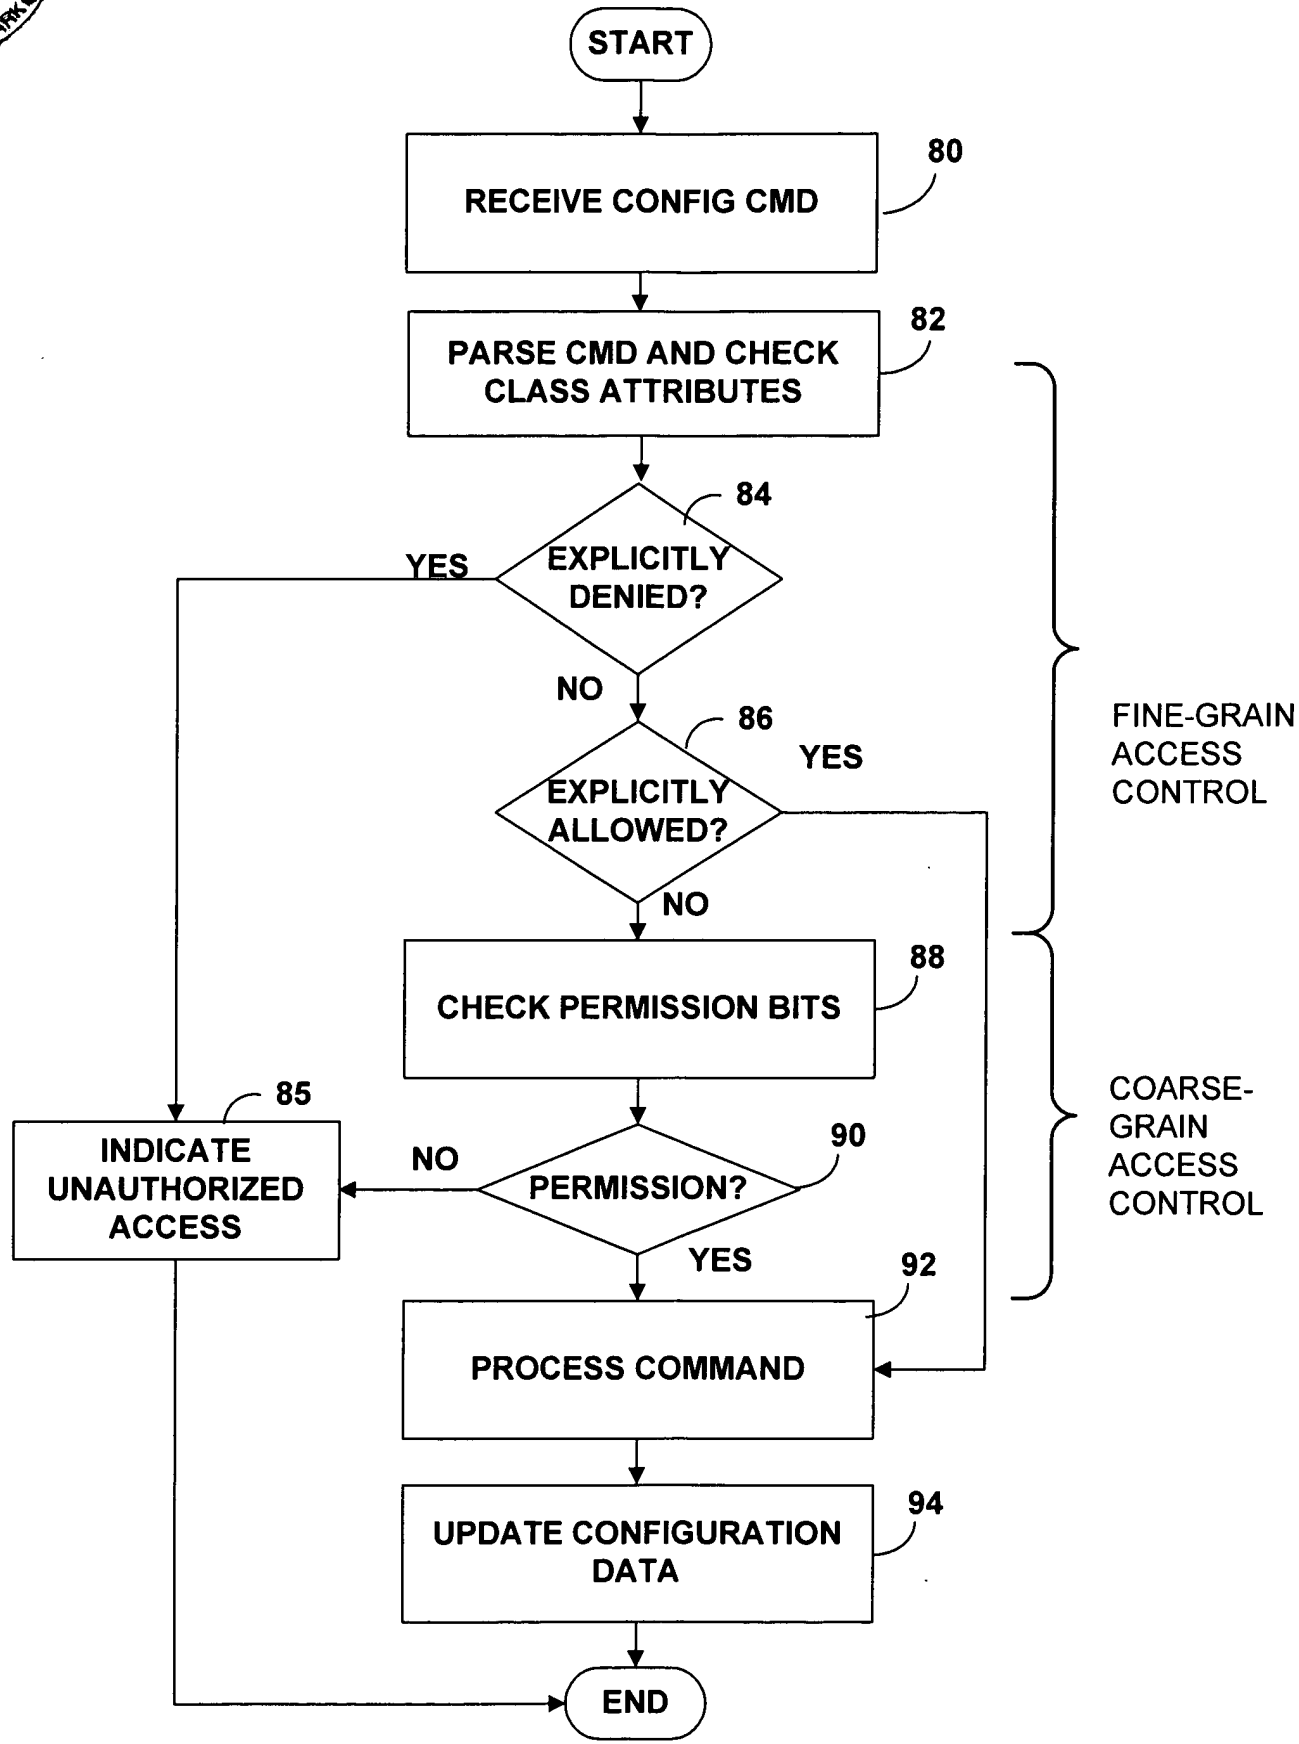 START
80
RECEIVE CONFIG CMD
82
PARSE CMD AND CHECK
CLASS ATTRIBUTES
84
YES
EXPLICITLY
DENIED?
NO
86
YES
EXPLICITLY
ALLOWED?
FINE-GRAIN
ACCESS
CONTROL
NO
88
CHECK PERMISSION BITS
85
INDICATE
UNAUTHORIZED
ACCESS
NO
90
PERMISSION?
COARSE-
GRAIN
ACCESS
CONTROL
YES
92
PROCESS COMMAND
94
UPDATE CONFIGURATION
DATA
END